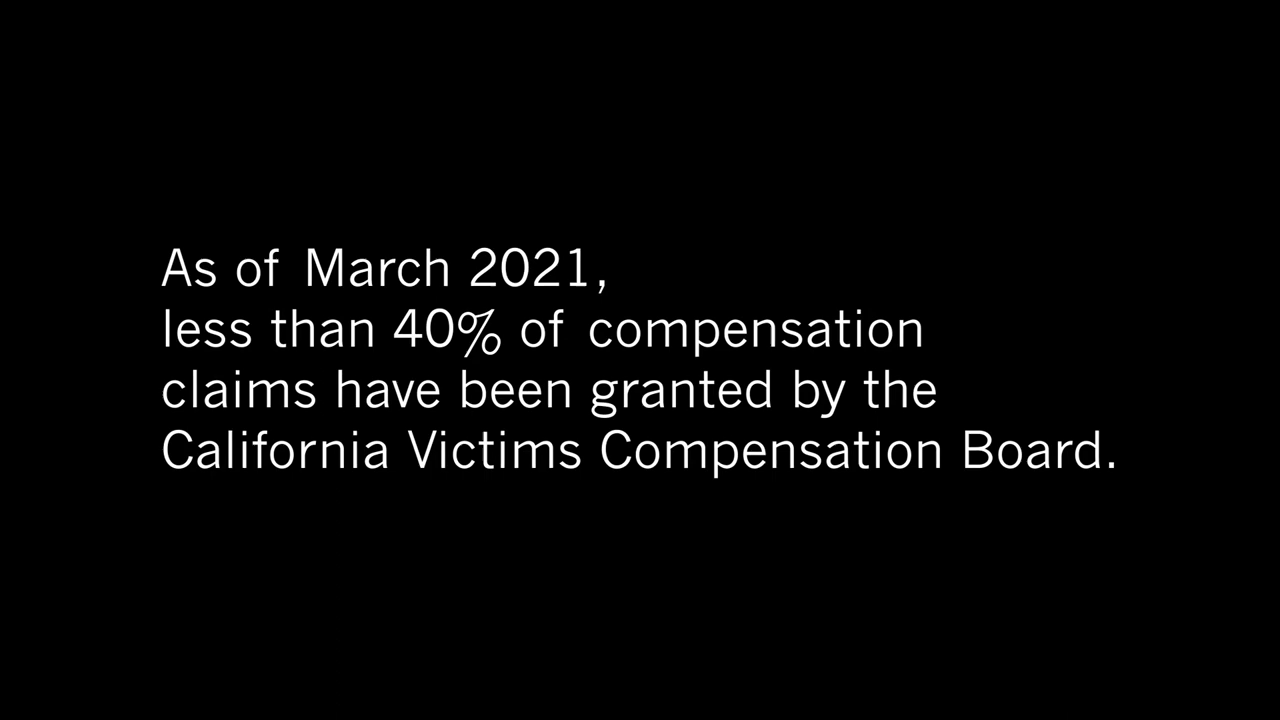 As of March 2021,
less than 40% of compensation
claims have been granted by the
California Victims Compensation Board.